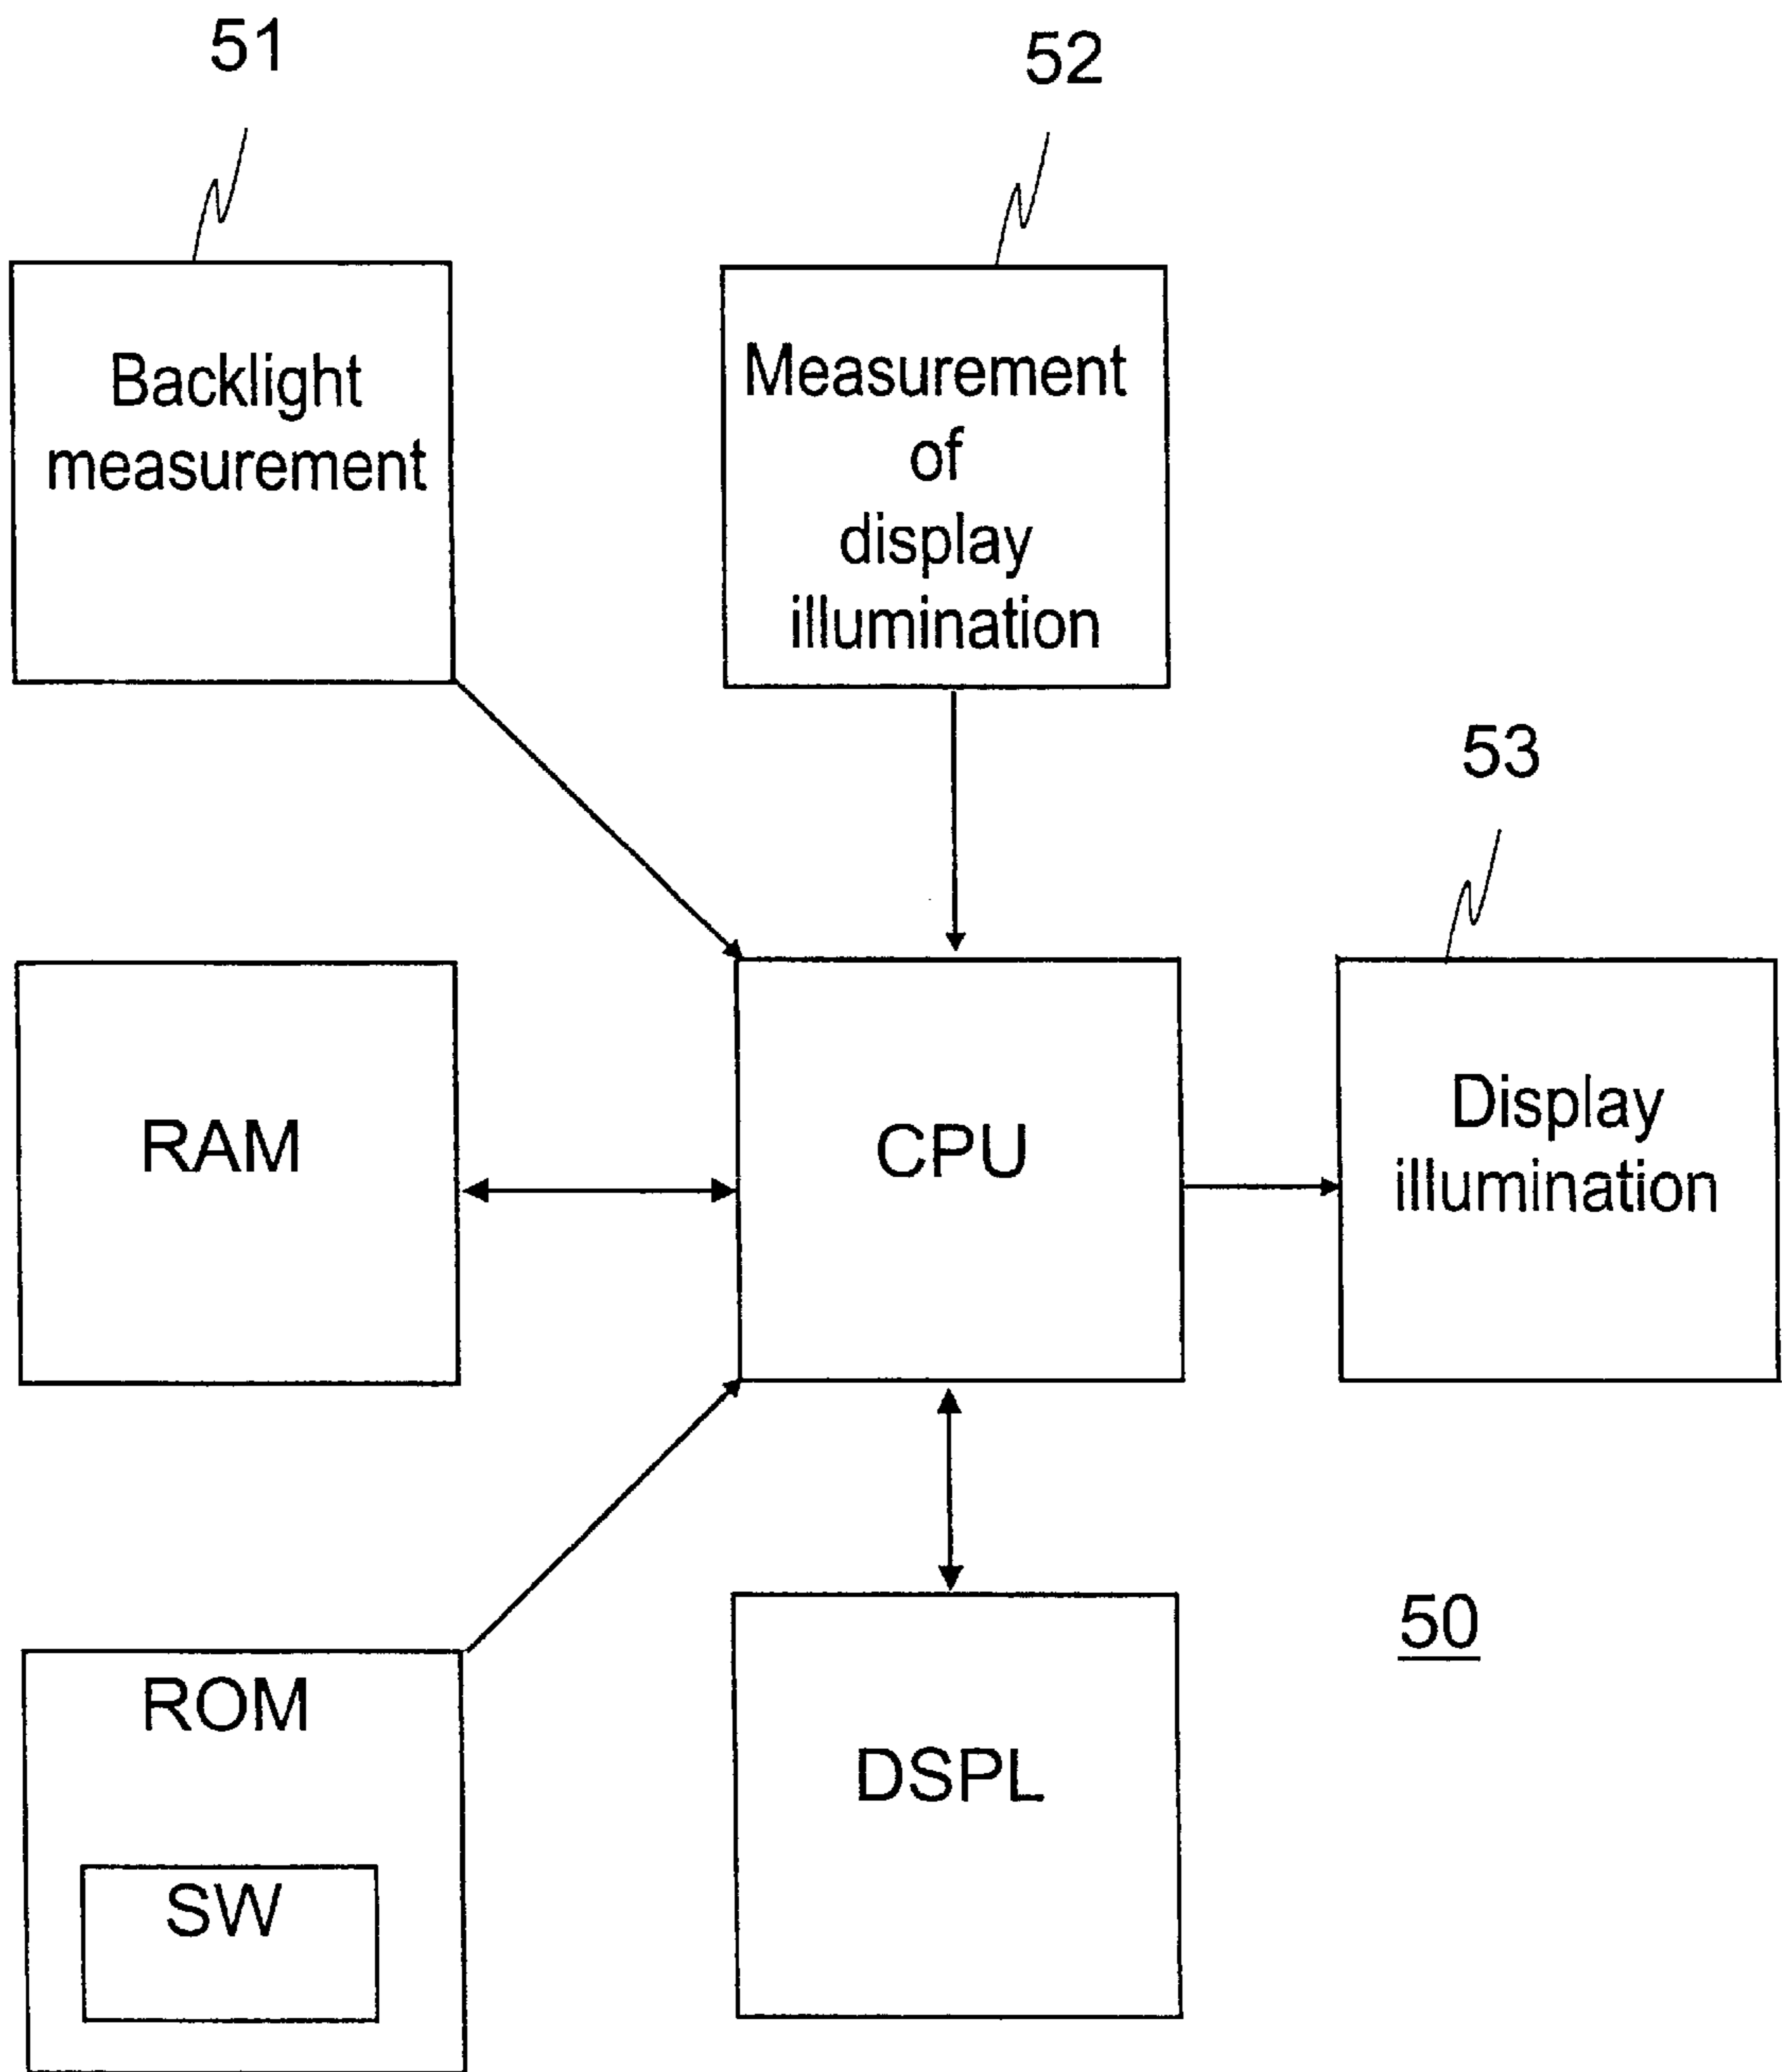 51
52
Backlight
measurement
Measurement
of
display
illumination
53
RAM
CPU
Display
illumination
ROM
SW
DSPL
50